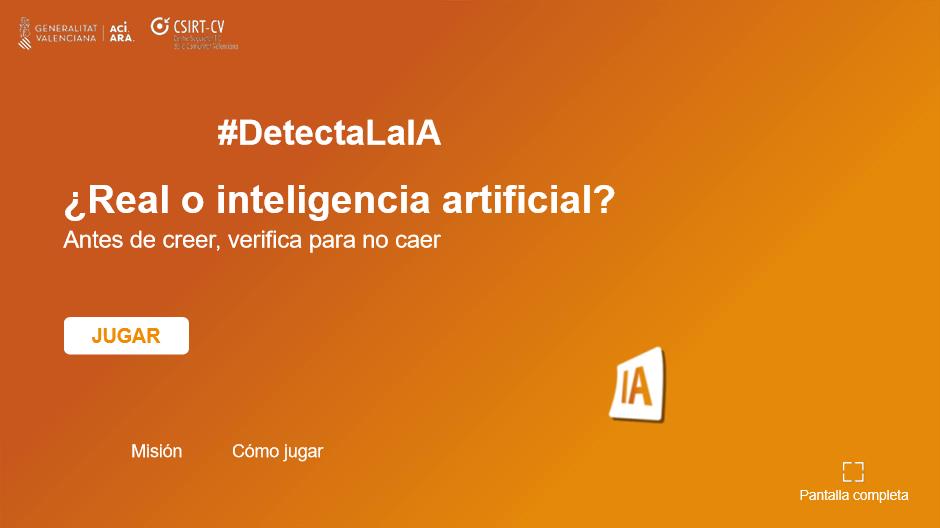 GENERALITAT
VALENCIANA
ACÍ.
ARA.
CSIRT-CV
#DetectaLaIA
¿Real o inteligencia artificial?
Antes de creer, verifica para no caer
JUGAR
IA
Misión
Cómo jugar
Pantalla completa